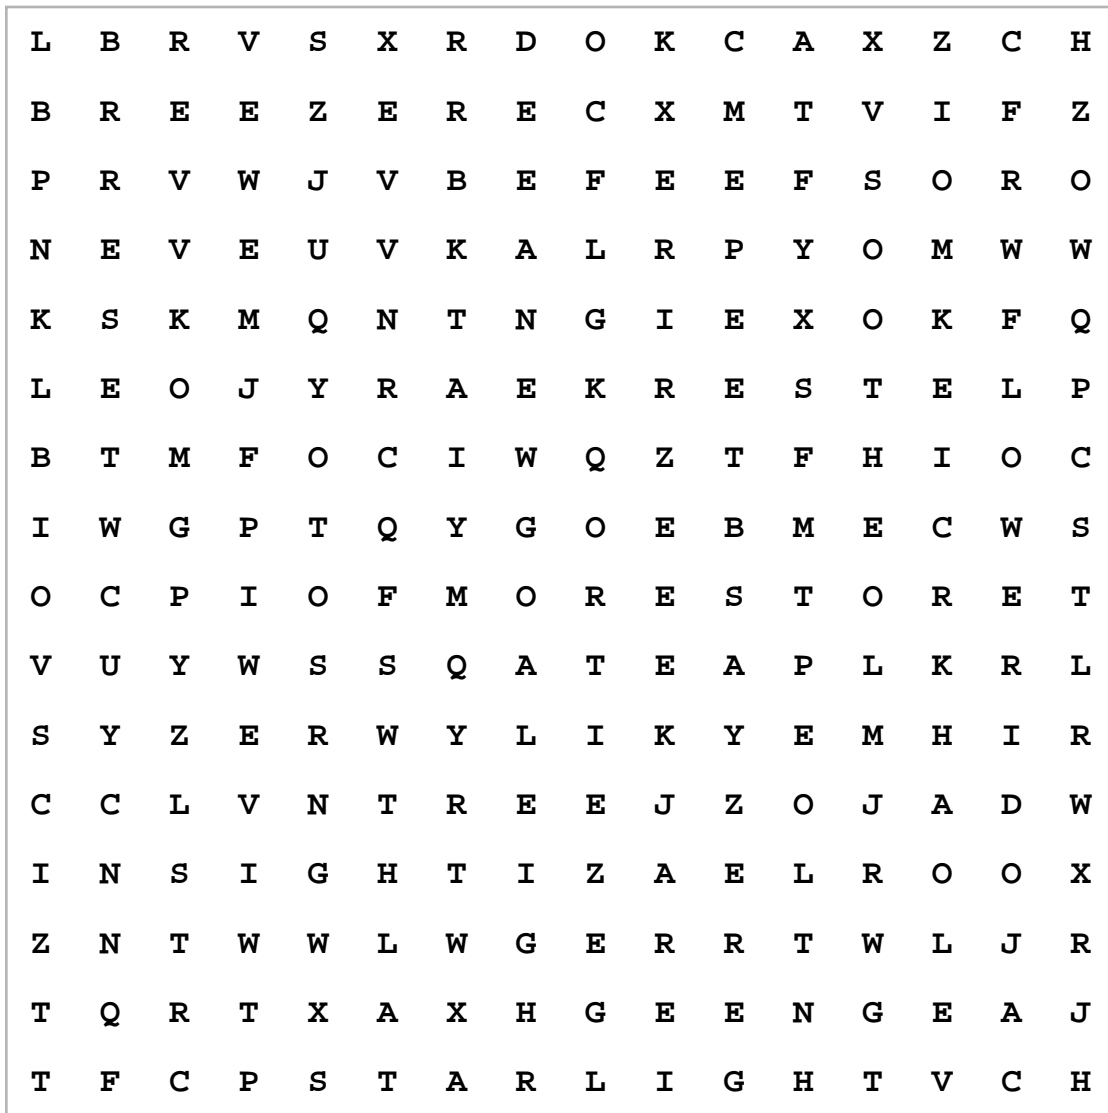 L B R V S X R D O K C A X Z C H
B R E E Z E R E C X M T V I F Z
P R V W J V B E F E E F S O R O
N E V E U V K A L R P Y O M W W
K S K M Q N T N G I E X O K F Q
L E O J Y R A E K R E S T E L P
B T M F O C I W Q Z T F H I O C
I W G P T Q Y G O E B M E C W S
O C P I O F M O R E S T O R E T
V U Y W S S Q A T E A P L K R L
S Y Z E R W Y L I K Y E M H I R
C C L V N T R E E J Z O J A D W
I N S I G H T I Z A E L R O O X
Z N T W W L W G E R R T W L J R
T Q R T X A X H G E E N G E A J
T F C P S T A R L I G H T V C H